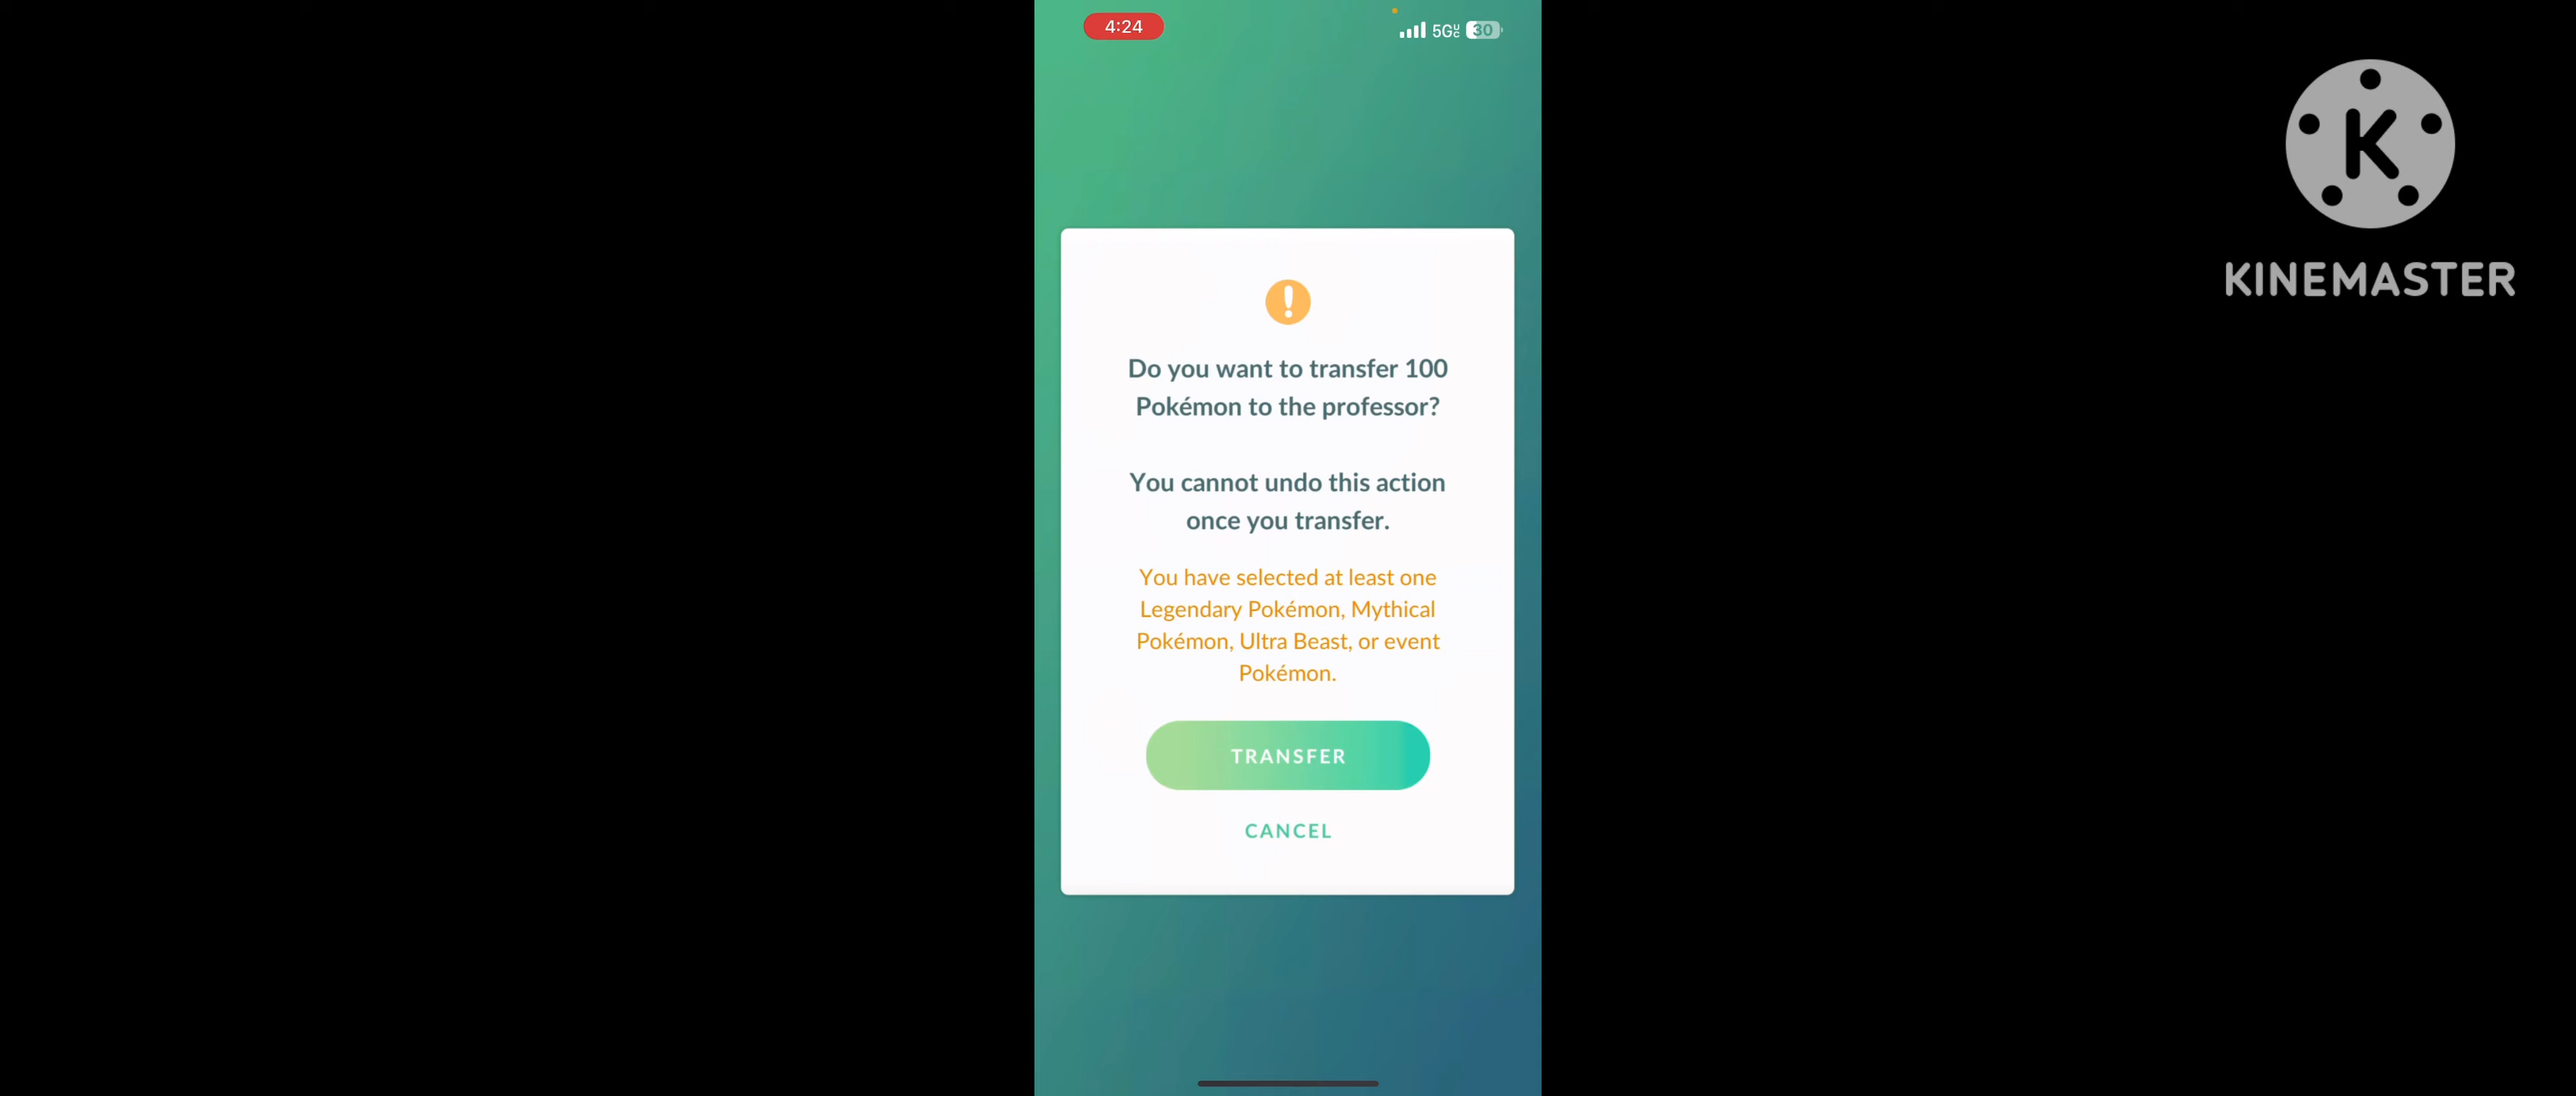 4:24
5G UC 30
KINEMASTER
Do you want to transfer 100
Pokémon to the professor?
You cannot undo this action
once you transfer.
You have selected at least one
Legendary Pokémon, Mythical
Pokémon, Ultra Beast, or event
Pokémon.
TRANSFER
CANCEL